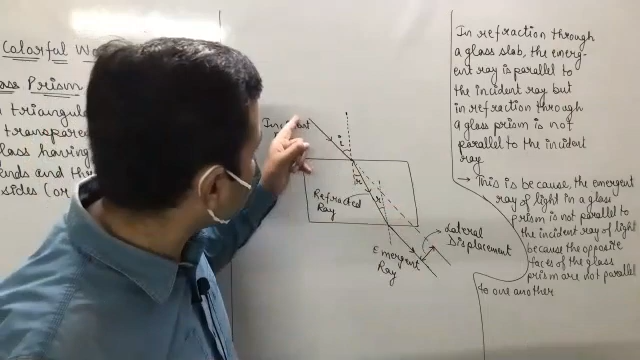 Colorful Wo
Prism
triangula
transpare
lass having
ends and th
sides (or
Incident
i
r
r
Refracted
Ray
Emergent
Ray
Lateral
Displacement
In refraction through
a glass slab, the emerg-
ent ray is parallel to
the incident ray but
in refraction through
a glass prism is not
parallel to the incident
ray
→ This is because, the emergent
ray of light in a glass
prism is not parallel to
the incident ray of light
because the opposite
faces of the glass
prism are not parallel
to one another